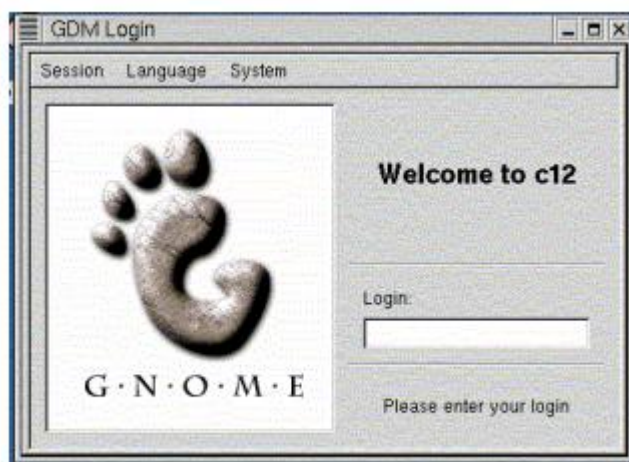 GDM Login
Session Language System
Welcome to c12
Login:
G·N·O·M·E
Please enter your login